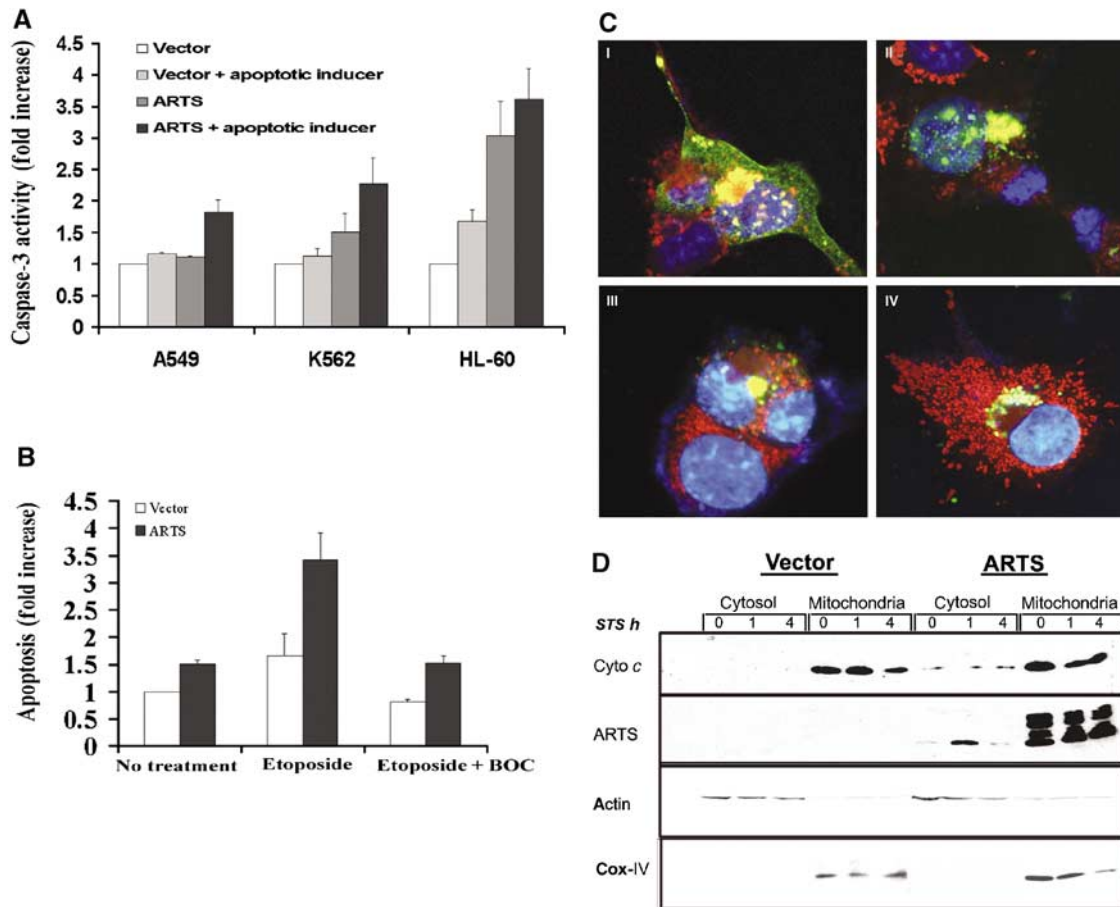 A
Caspase-3 activity (fold increase)
4.5
4
3.5
3
2.5
2
1.5
1
0.5
0
Vector
Vector + apoptotic inducer
ARTS
ARTS + apoptotic inducer
A549 K562 HL-60
B
Apoptosis (fold increase)
4.5
4
3.5
3
2.5
2
1.5
1
0.5
0
Vector
ARTS
No treatment Etoposide Etoposide + BOC
C
I II
III IV
D
Vector ARTS
Cytosol Mitochondria Cytosol Mitochondria
STS h 0 1 4 0 1 4 0 1 4 0 1 4
Cyto c
ARTS
Actin
Cox-IV